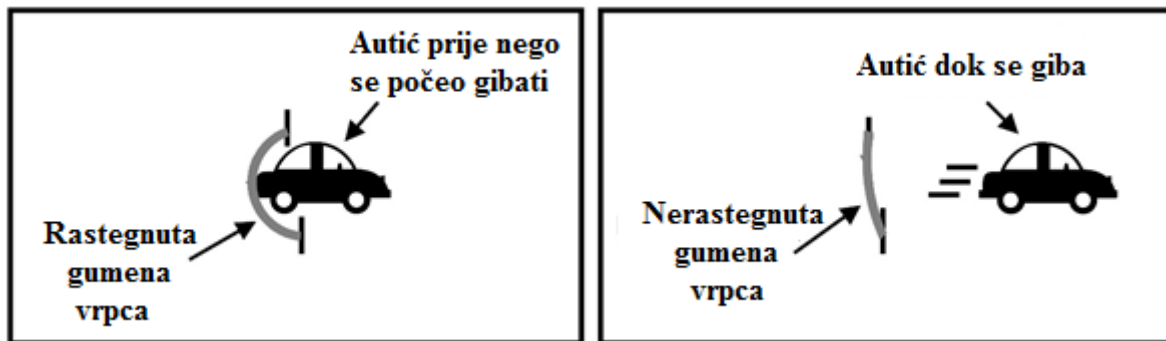 Autić prije nego
se počeo gibati
Rastegnuta
gumena
vrpca
Autić dok se giba
Nerastegnuta
gumena
vrpca